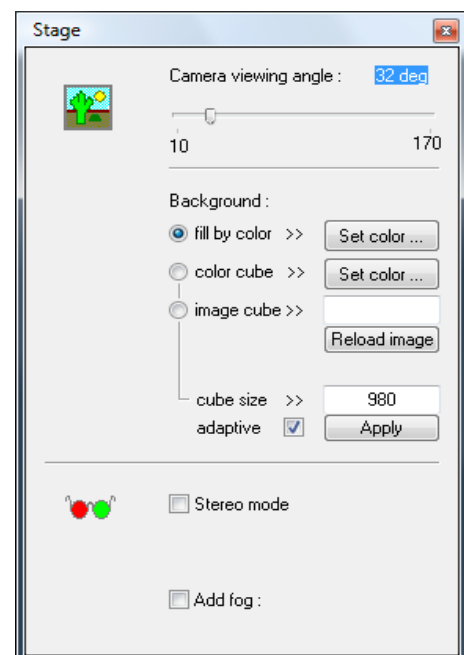 Stage
Camera viewing angle : 32 deg
10 170
Background :
fill by color >> Set color ...
color cube >> Set color ...
image cube >>
Reload image
cube size >> 980
adaptive Apply
Stereo mode
Add fog :